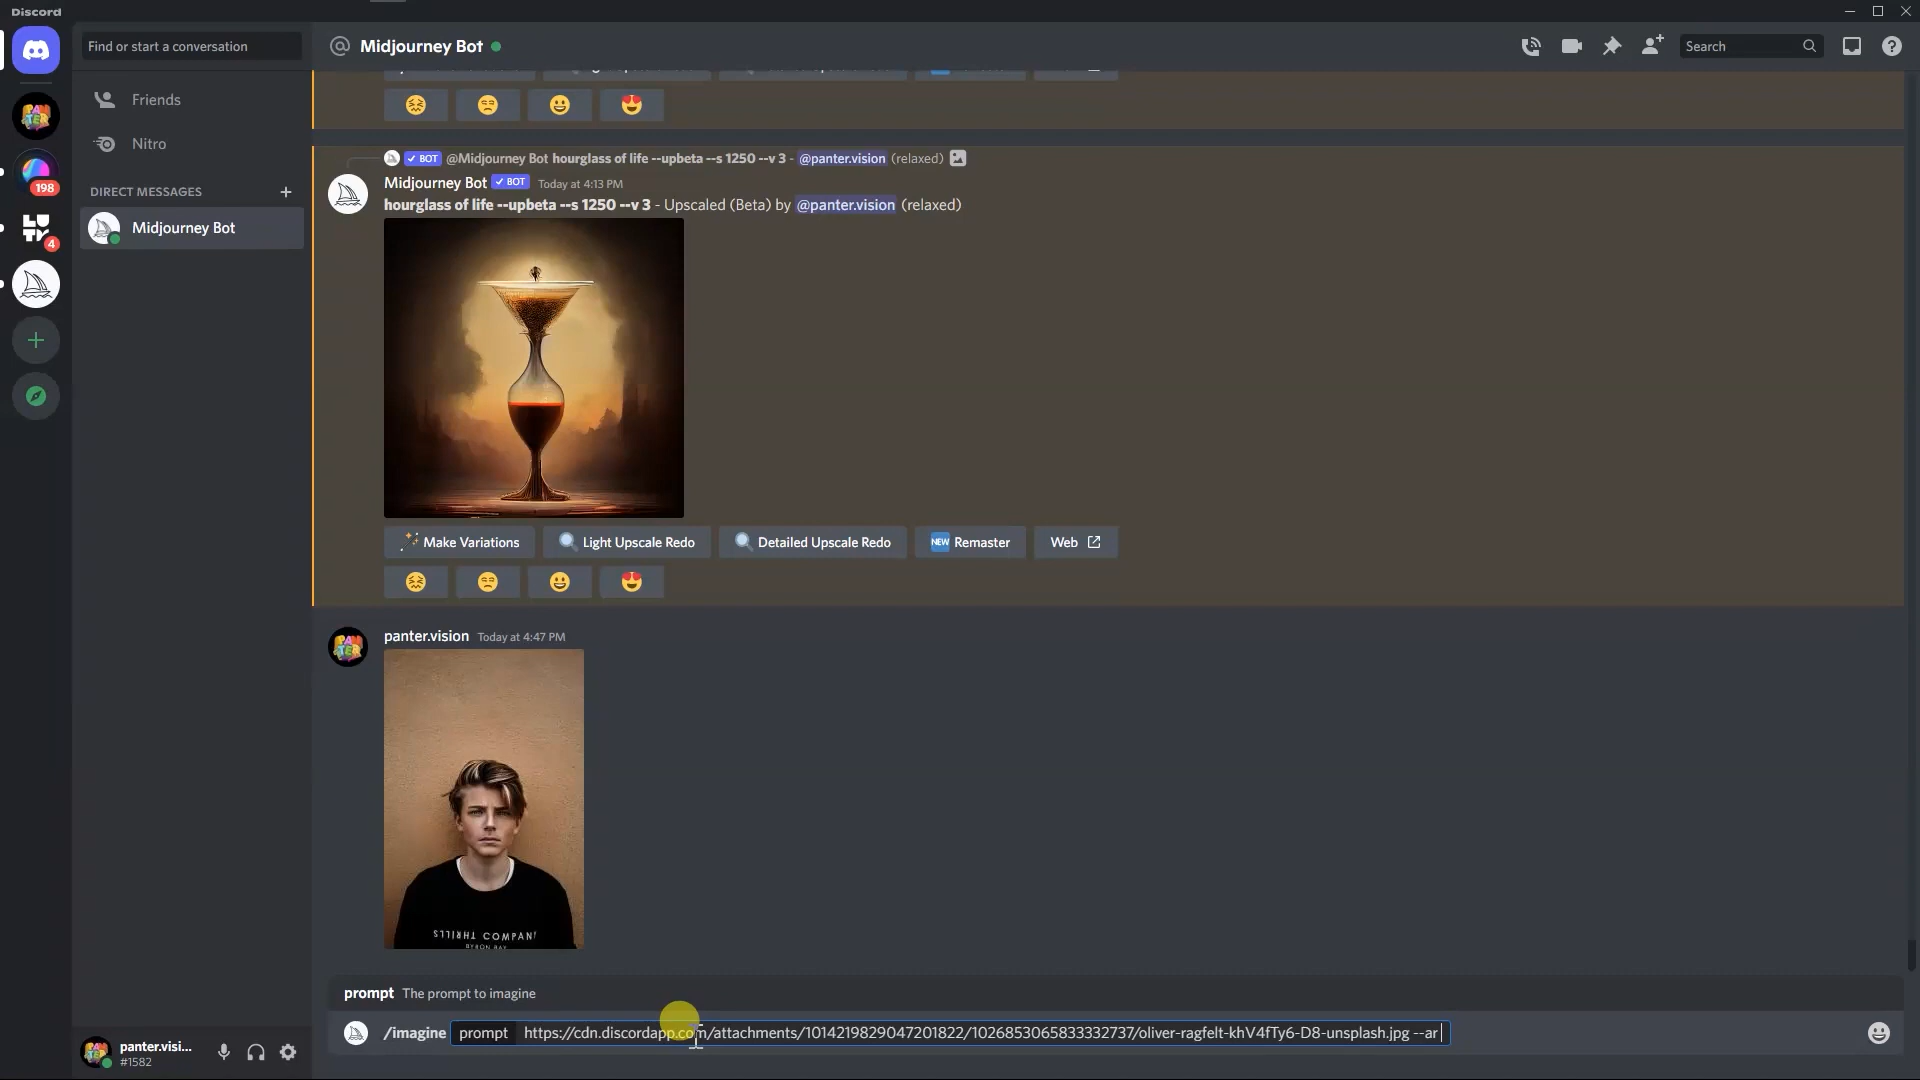 Discord
Find or start a conversation
Midjourney Bot
Search
Friends
Nitro
DIRECT MESSAGES
Midjourney Bot
198
4
BOT @Midjourney Bot hourglass of life --upbeta --s 1250 --v 3 - @panter.vision (relaxed)
Midjourney Bot BOT Today at 4:13 PM
hourglass of life --upbeta --s 1250 --v 3 - Upscaled (Beta) by @panter.vision (relaxed)
Make Variations Light Upscale Redo Detailed Upscale Redo NEW Remaster Web
panter.vision Today at 4:47 PM
THRILLS COMPANY
BYRON BAY
prompt The prompt to imagine
/imagine prompt https://cdn.discordapp.com/attachments/1014219829047201822/1026853065833332737/oliver-ragfelt-khV4fTy6-D8-unsplash.jpg --ar
panter.visi...
#1582